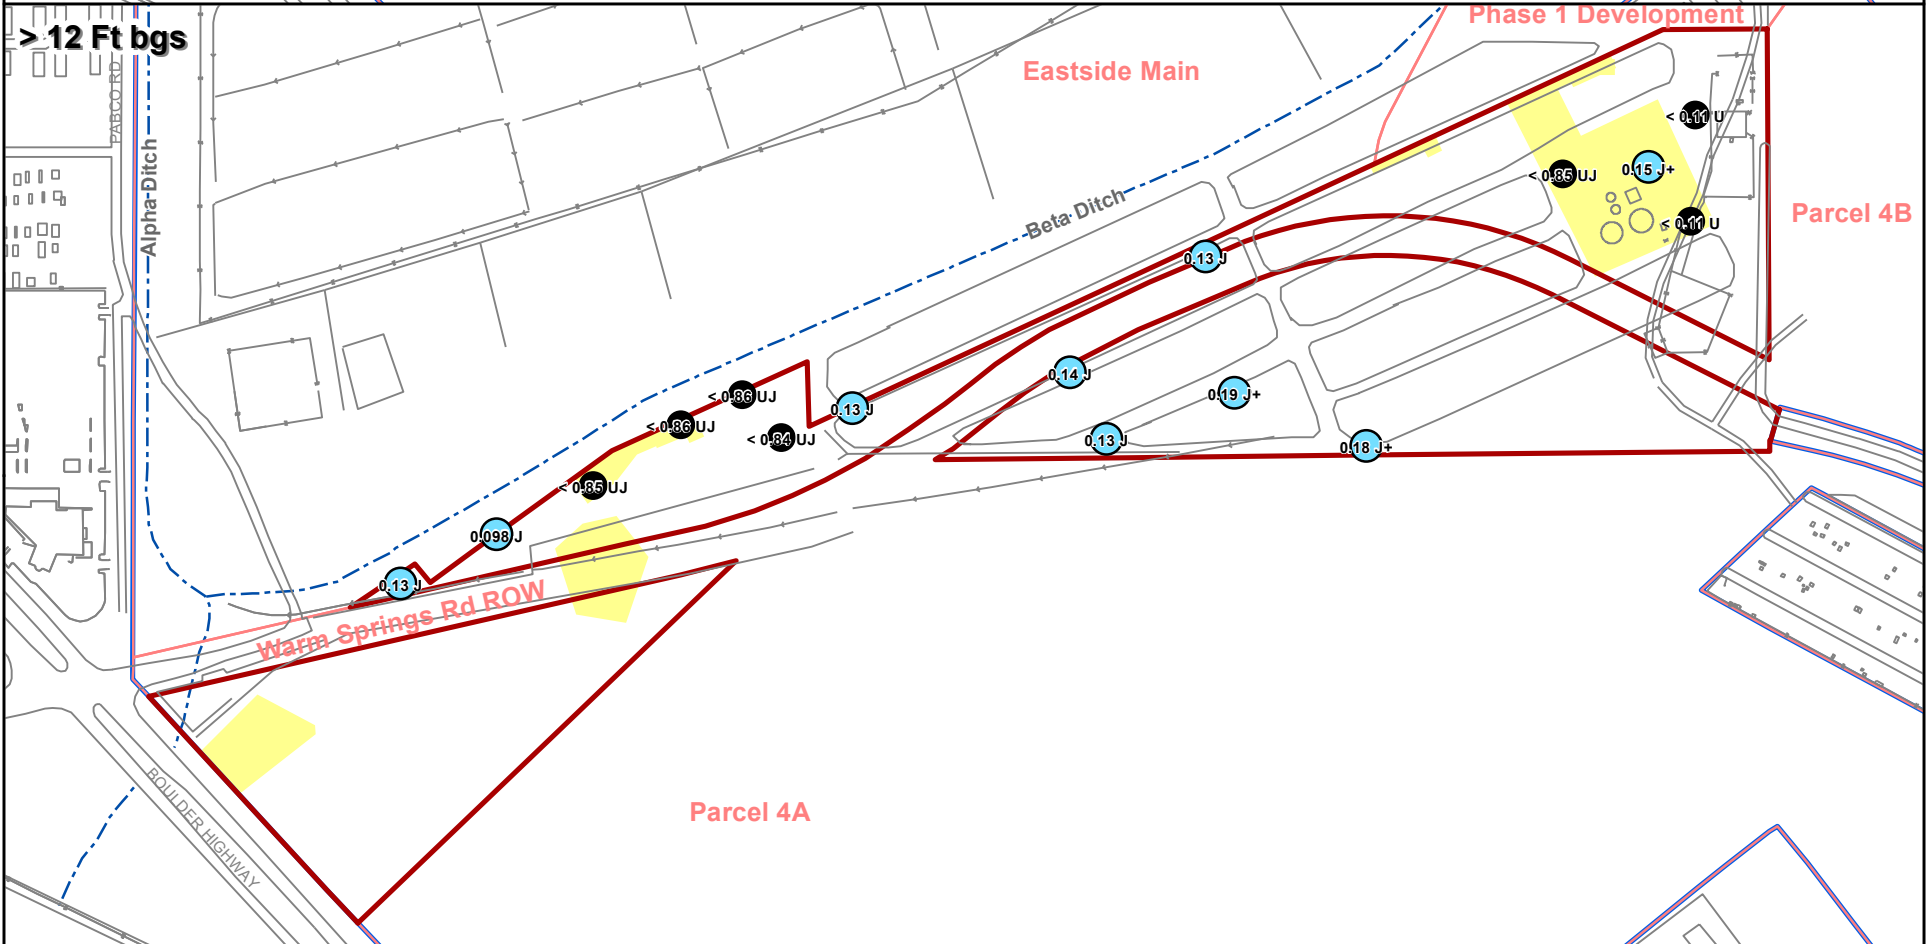 Phase 1 Development
> 12 Ft bgs
Eastside Main
PABCO RD
< 0.11 U
Alpha Ditch
0.15 J+
< 0.85 UJ
Beta Ditch
Parcel 4B
< 0.11 U
0.13 J
0.14 J
0.19 J+
< 0.86 UJ
0.13 J
< 0.86 UJ
< 0.84 UJ
0.13 J
0.18 J+
< 0.85 UJ
0.098 J
0.13 J
Warm Springs Rd ROW
Parcel 4A
BOULDER HIGHWAY